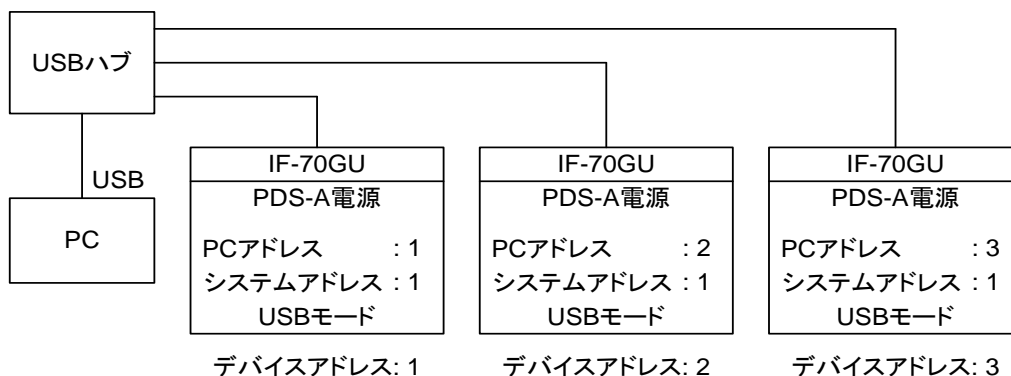 USBハブ
USB
PC
IF-70GU
PDS-A電源
PCアドレス : 1
システムアドレス : 1
USBモード
デバイスアドレス: 1
IF-70GU
PDS-A電源
PCアドレス : 2
システムアドレス : 1
USBモード
デバイスアドレス: 2
IF-70GU
PDS-A電源
PCアドレス : 3
システムアドレス : 1
USBモード
デバイスアドレス: 3